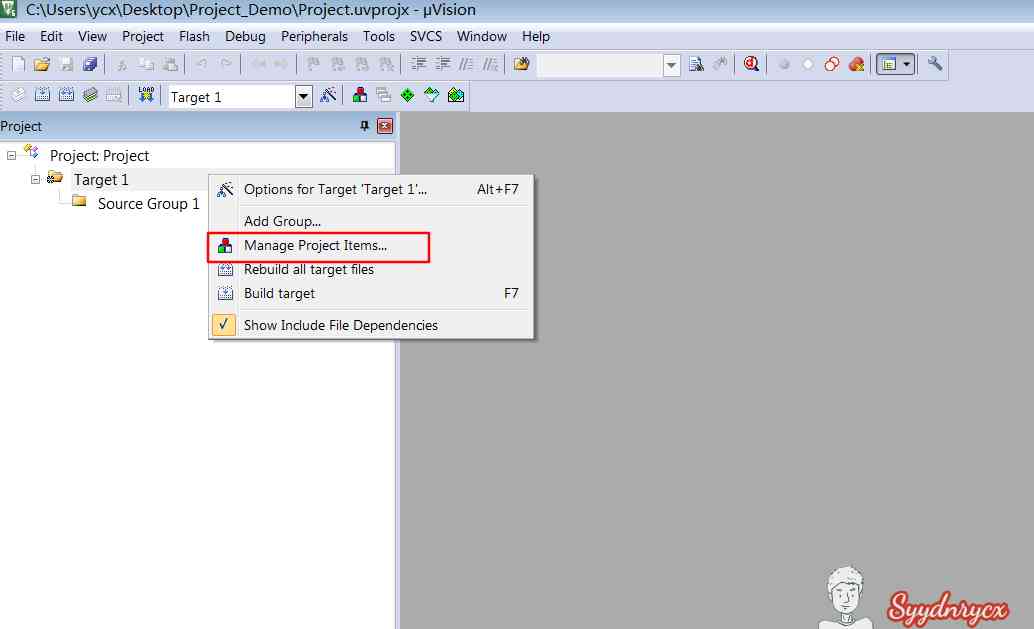 C:\Users\ycx\Desktop\Project_Demo\Project.uvprojx - µVision
File Edit View Project Flash Debug Peripherals Tools SVCS Window Help
LOAD
Target 1
Project
Project: Project
Target 1
Source Group 1
Options for Target 'Target 1'... Alt+F7
Add Group...
Manage Project Items...
Rebuild all target files
Build target F7
Show Include File Dependencies
Syydnrycx